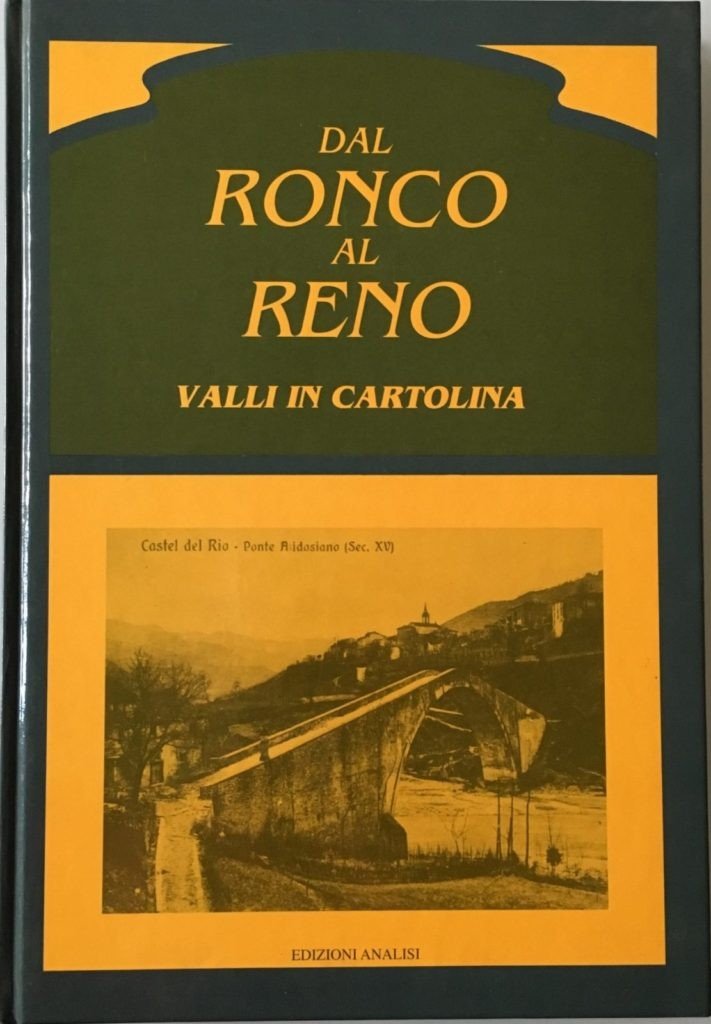 DAL
RONCO
AL
RENO
VALLI IN CARTOLINA
Castel del Rio - Ponte Alidosiano (Sec. XV)
EDIZIONI ANALISI